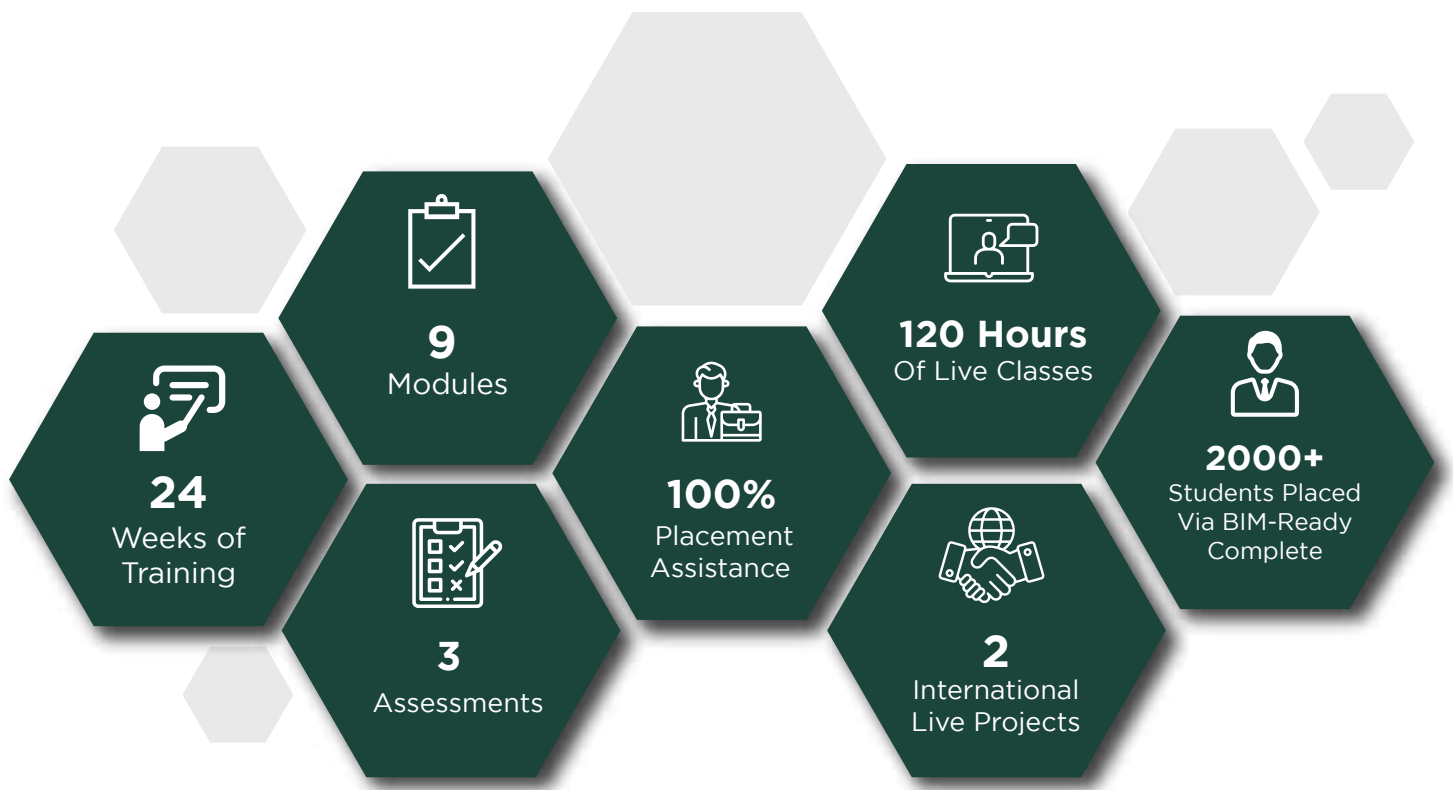 24
Weeks of
Training
9
Modules
3
Assessments
100%
Placement
Assistance
120 Hours
Of Live Classes
2
International
Live Projects
2000+
Students Placed
Via BIM-Ready
Complete